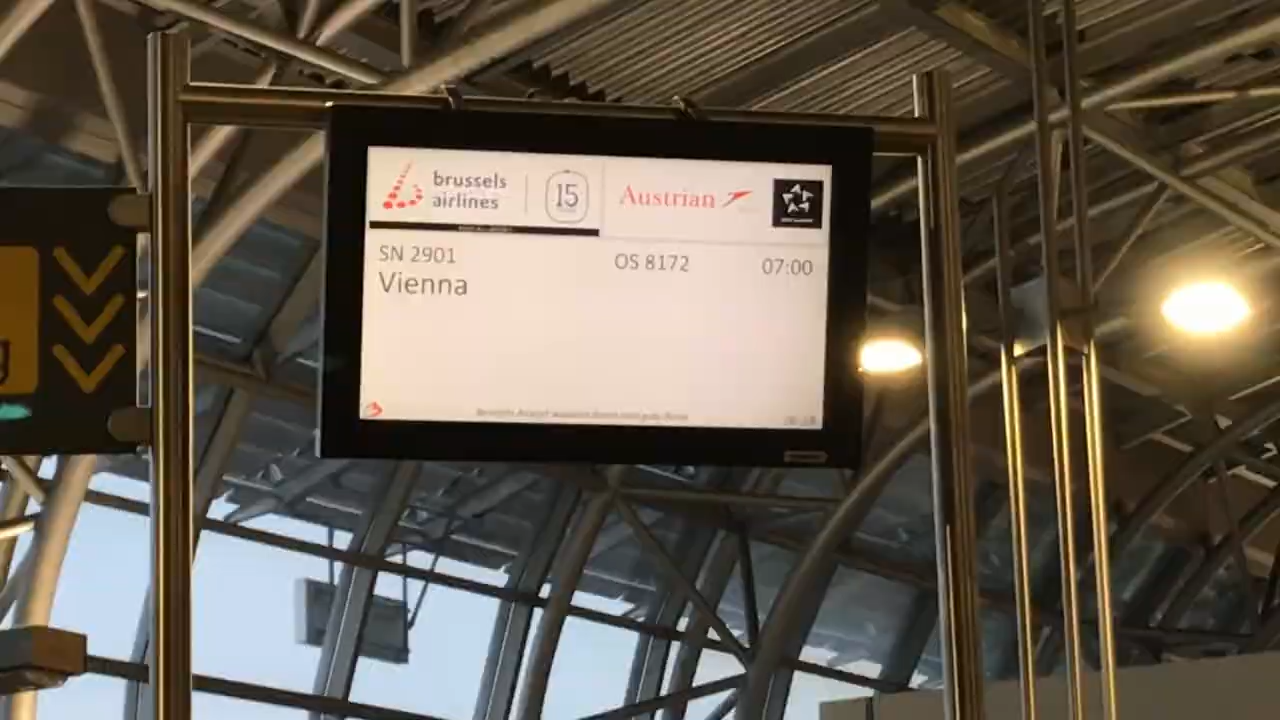 brussels
airlines
15
Austrian
SN 2901
OS 8172
07:00
Vienna